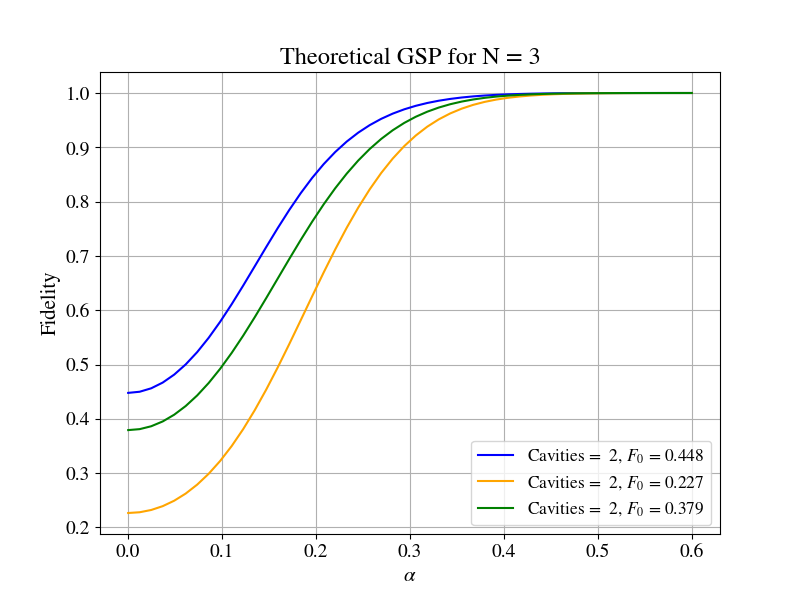 Theoretical GSP for N = 3
Fidelity
1.0
0.9
0.8
0.7
0.6
0.5
0.4
0.3
0.2
Cavities = 2, F₀ = 0.448
Cavities = 2, F₀ = 0.227
Cavities = 2, F₀ = 0.379
0.0 0.1 0.2 0.3 0.4 0.5 0.6
α